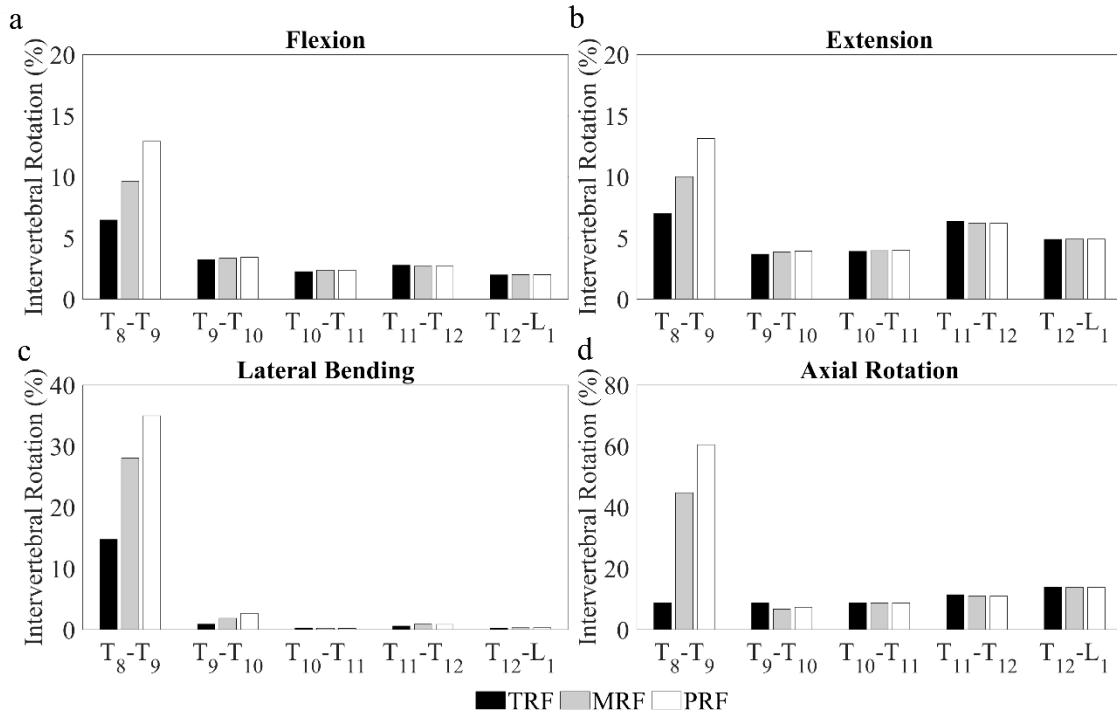 a
Flexion
Intervertebral Rotation (%)
20
15
10
5
0
T8-T9
T9-T10
T10-T11
T11-T12
T12-L1
b
Extension
Intervertebral Rotation (%)
20
15
10
5
0
T8-T9
T9-T10
T10-T11
T11-T12
T12-L1
c
Lateral Bending
Intervertebral Rotation (%)
40
30
20
10
0
T8-T9
T9-T10
T10-T11
T11-T12
T12-L1
d
Axial Rotation
Intervertebral Rotation (%)
80
60
40
20
0
T8-T9
T9-T10
T10-T11
T11-T12
T12-L1
TRF MRF PRF